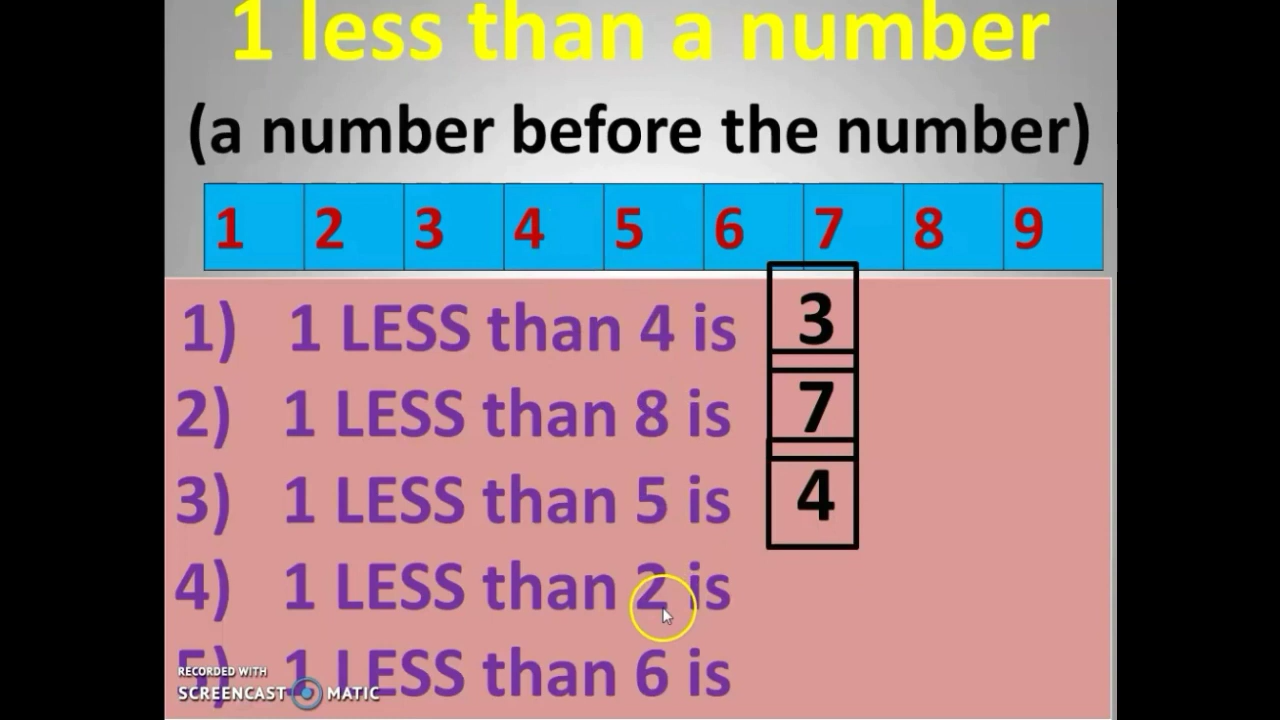 1 less than a number
(a number before the number)
1 2 3 4 5 6 7 8 9
1) 1 LESS than 4 is 3
2) 1 LESS than 8 is 7
3) 1 LESS than 5 is 4
4) 1 LESS than 2 is
5) 1 LESS than 6 is
RECORDED WITH
SCREENCAST MATIC